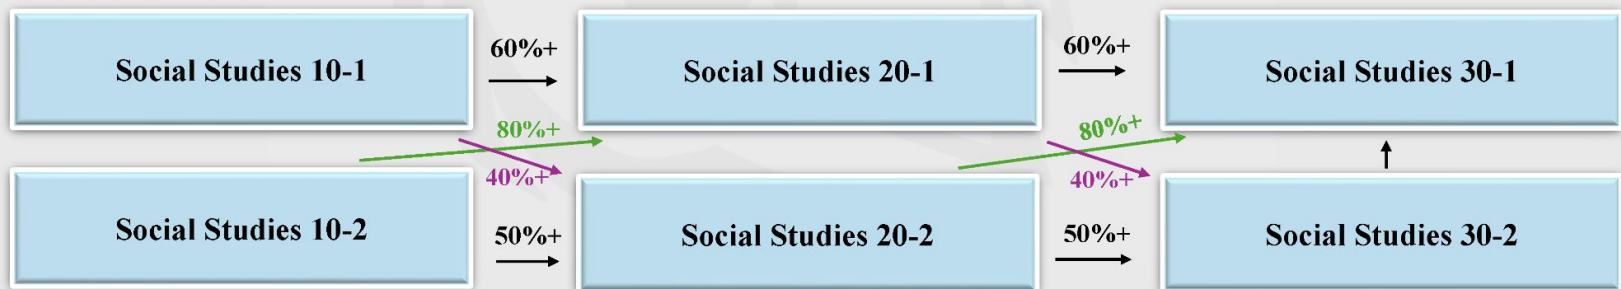 Social Studies 10-1
60%+
Social Studies 20-1
60%+
Social Studies 30-1
80%+
40%+
80%+
40%+
Social Studies 10-2
50%+
Social Studies 20-2
50%+
Social Studies 30-2